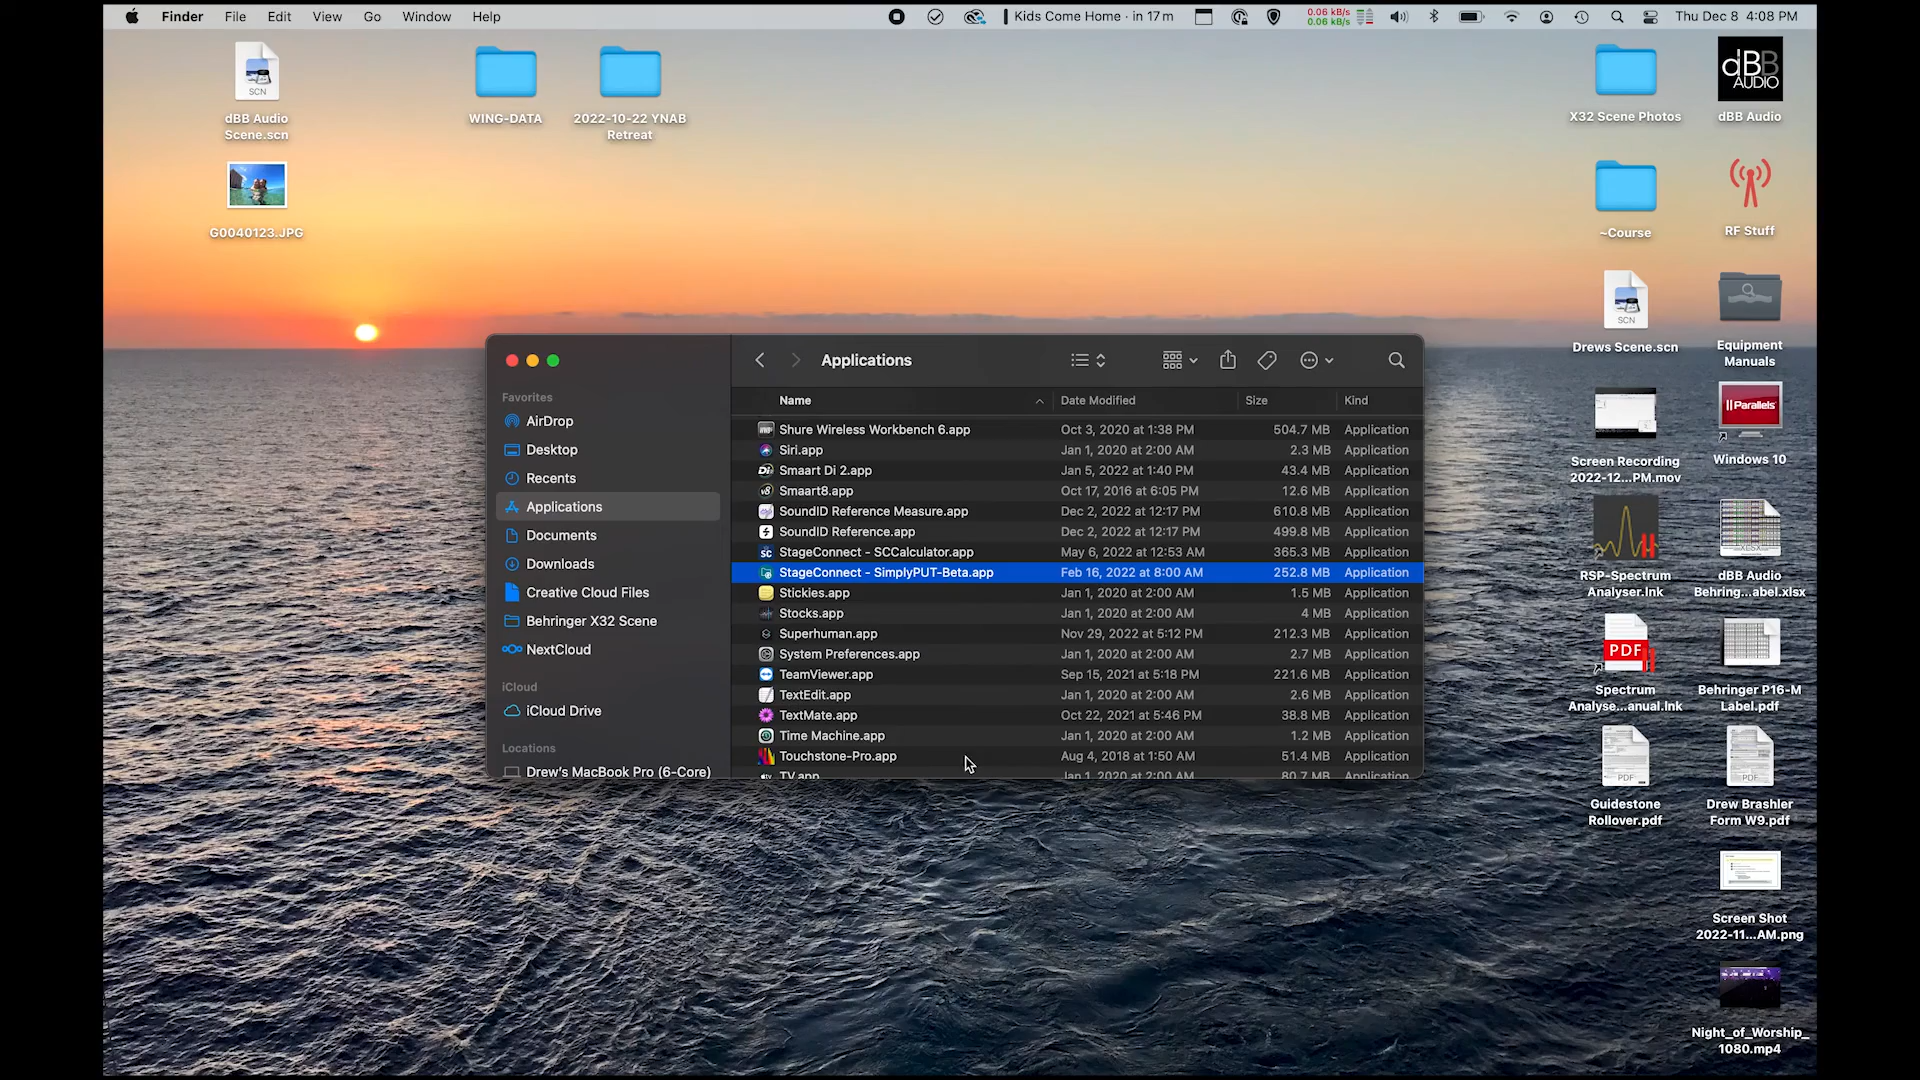 Finder File Edit View Go Window Help
Kids Come Home · in 17m
0.06 kB/s
0.06 kB/s
Thu Dec 8 4:08 PM
SCN
dBB Audio
Scene.scn
WING-DATA
2022-10-22 YNAB
Retreat
G0040123.JPG
X32 Scene Photos
dBB
AUDIO
dBB Audio
~Course
RF Stuff
SCN
Drews Scene.scn
Equipment
Manuals
Screen Recording
2022-12...PM.mov
Parallels
Windows 10
RSP-Spectrum
Analyser.lnk
XLSX
dBB Audio
Behring...abel.xlsx
PDF
Spectrum
Analyse...anual.lnk
Behringer P16-M
Label.pdf
PDF
Guidestone
Rollover.pdf
PDF
Drew Brashler
Form W9.pdf
Screen Shot
2022-11...AM.png
Night_of_Worship_
1080.mp4
Favorites
AirDrop
Desktop
Recents
Applications
Documents
Downloads
Creative Cloud Files
Behringer X32 Scene
NextCloud
iCloud
iCloud Drive
Locations
Drew's MacBook Pro (6-Core)
Applications
Name Date Modified Size Kind
Shure Wireless Workbench 6.app Oct 3, 2020 at 1:38 PM 504.7 MB Application
Siri.app Jan 1, 2020 at 2:00 AM 2.3 MB Application
Smaart Di 2.app Jan 5, 2022 at 1:40 PM 43.4 MB Application
Smaart8.app Oct 17, 2016 at 6:05 PM 12.6 MB Application
SoundID Reference Measure.app Dec 2, 2022 at 12:17 PM 610.8 MB Application
SoundID Reference.app Dec 2, 2022 at 12:17 PM 499.8 MB Application
StageConnect - SCCalculator.app May 6, 2022 at 12:53 AM 365.3 MB Application
StageConnect - SimplyPUT-Beta.app Feb 16, 2022 at 8:00 AM 252.8 MB Application
Stickies.app Jan 1, 2020 at 2:00 AM 1.5 MB Application
Stocks.app Jan 1, 2020 at 2:00 AM 4 MB Application
Superhuman.app Nov 29, 2022 at 5:12 PM 212.3 MB Application
System Preferences.app Jan 1, 2020 at 2:00 AM 2.7 MB Application
TeamViewer.app Sep 15, 2021 at 5:18 PM 221.6 MB Application
TextEdit.app Jan 1, 2020 at 2:00 AM 2.6 MB Application
TextMate.app Oct 22, 2021 at 5:46 PM 38.8 MB Application
Time Machine.app Jan 1, 2020 at 2:00 AM 1.2 MB Application
Touchstone-Pro.app Aug 4, 2018 at 1:50 AM 51.4 MB Application
TV.app Jan 1, 2020 at 2:00 AM 80.7 MB Application